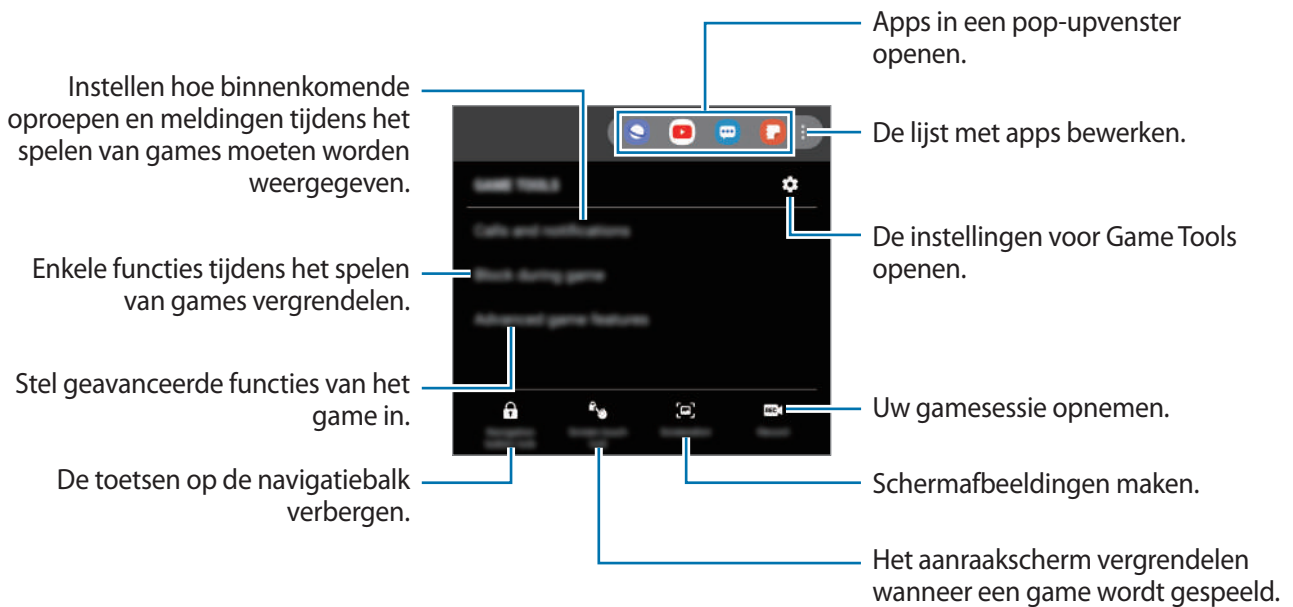 Apps in een pop-upvenster
openen.
Instellen hoe binnenkomende
oproepen en meldingen tijdens het
spelen van games moeten worden
weergegeven.
De lijst met apps bewerken.
GAME TOOLS
Calls and notifications
De instellingen voor Game Tools
openen.
Enkele functies tijdens het spelen
van games vergrendelen.
Block during game
Advanced game features
Stel geavanceerde functies van het
game in.
REC
Uw gamesessie opnemen.
De toetsen op de navigatiebalk
verbergen.
Schermafbeeldingen maken.
Het aanraakscherm vergrendelen
wanneer een game wordt gespeeld.